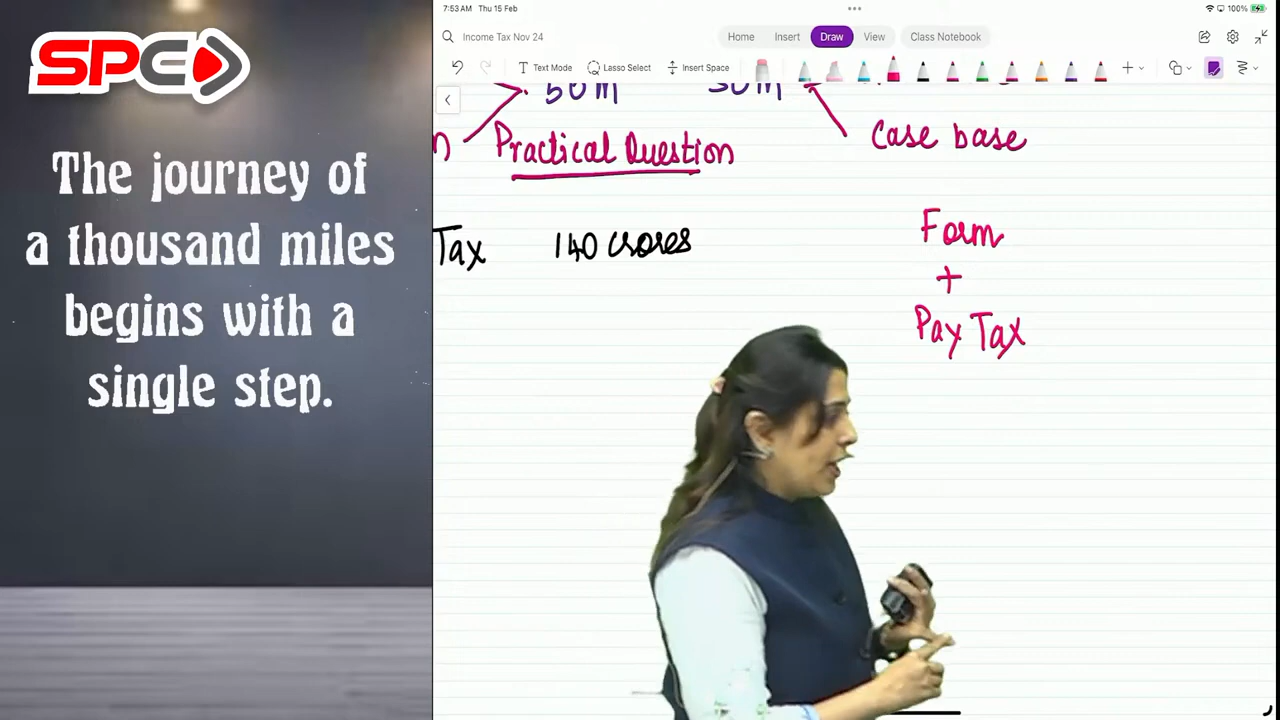 SPE
The journey of
a thousand miles
begins with a
single step.
7:53 AM Thu 15 Feb
100%
Income Tax Nov 24
Home Insert Draw View Class Notebook
Text Mode Lasso Select Insert Space
50M 30M
n Practical Question Case base
Tax 140 crores
Form
+
Pay Tax